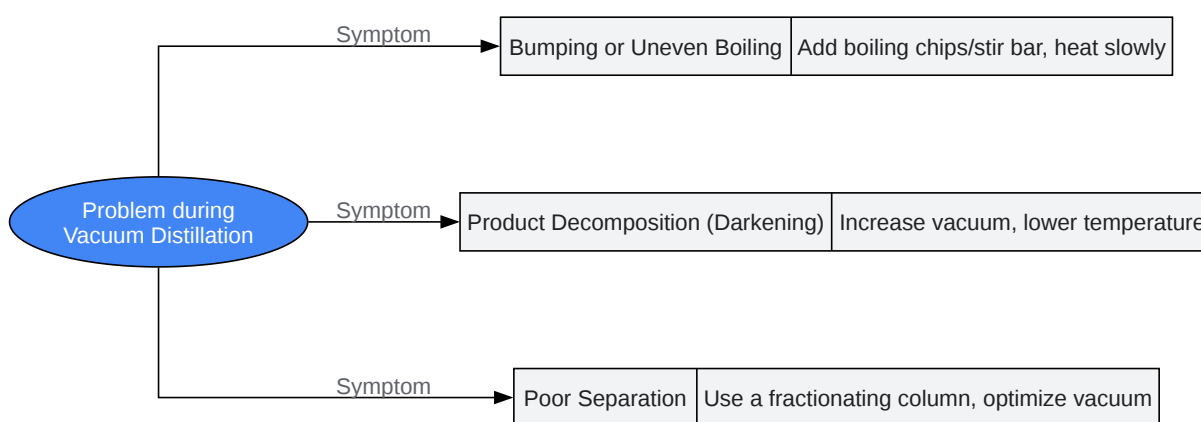 Symptom
Bumping or Uneven Boiling
Add boiling chips/stir bar, heat slowly
Problem during
Vacuum Distillation
Symptom
Product Decomposition (Darkening)
Increase vacuum, lower temperature
Symptom
Poor Separation
Use a fractionating column, optimize vacuum